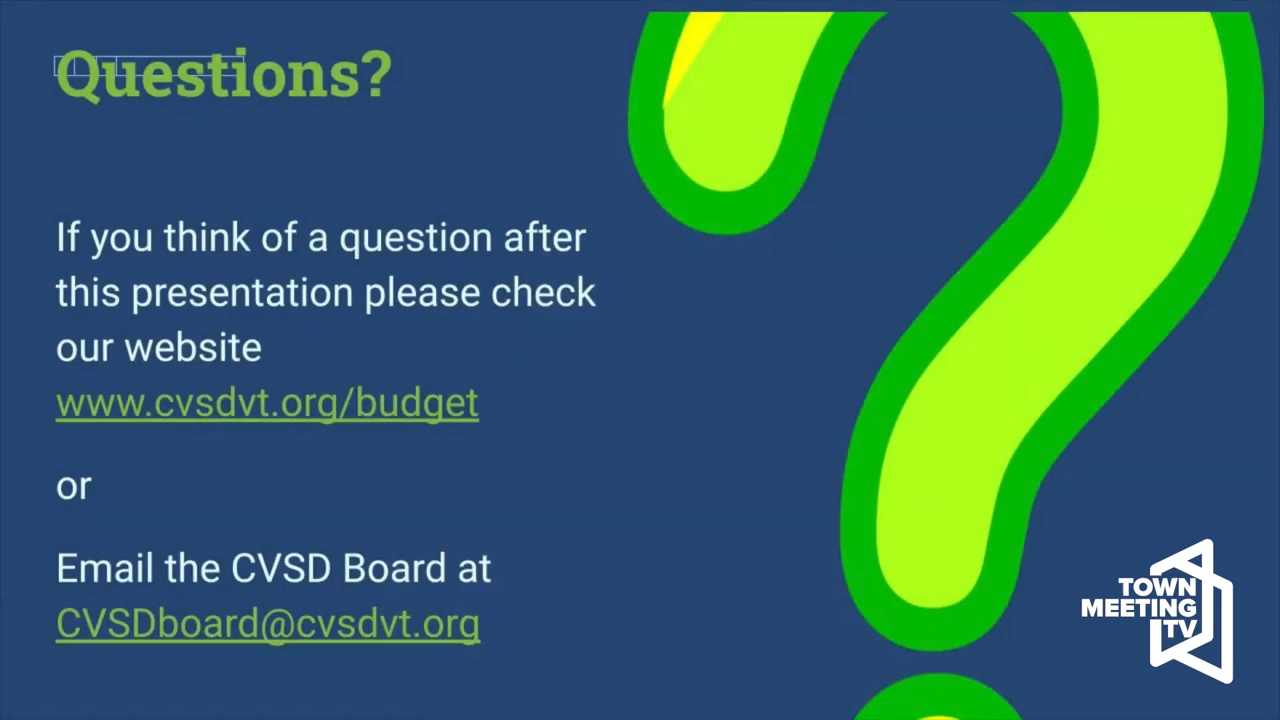 Questions?
If you think of a question after
this presentation please check
our website
www.cvsdvt.org/budget
or
Email the CVSD Board at
CVSDboard@cvsdvt.org
TOWN
MEETING
TV